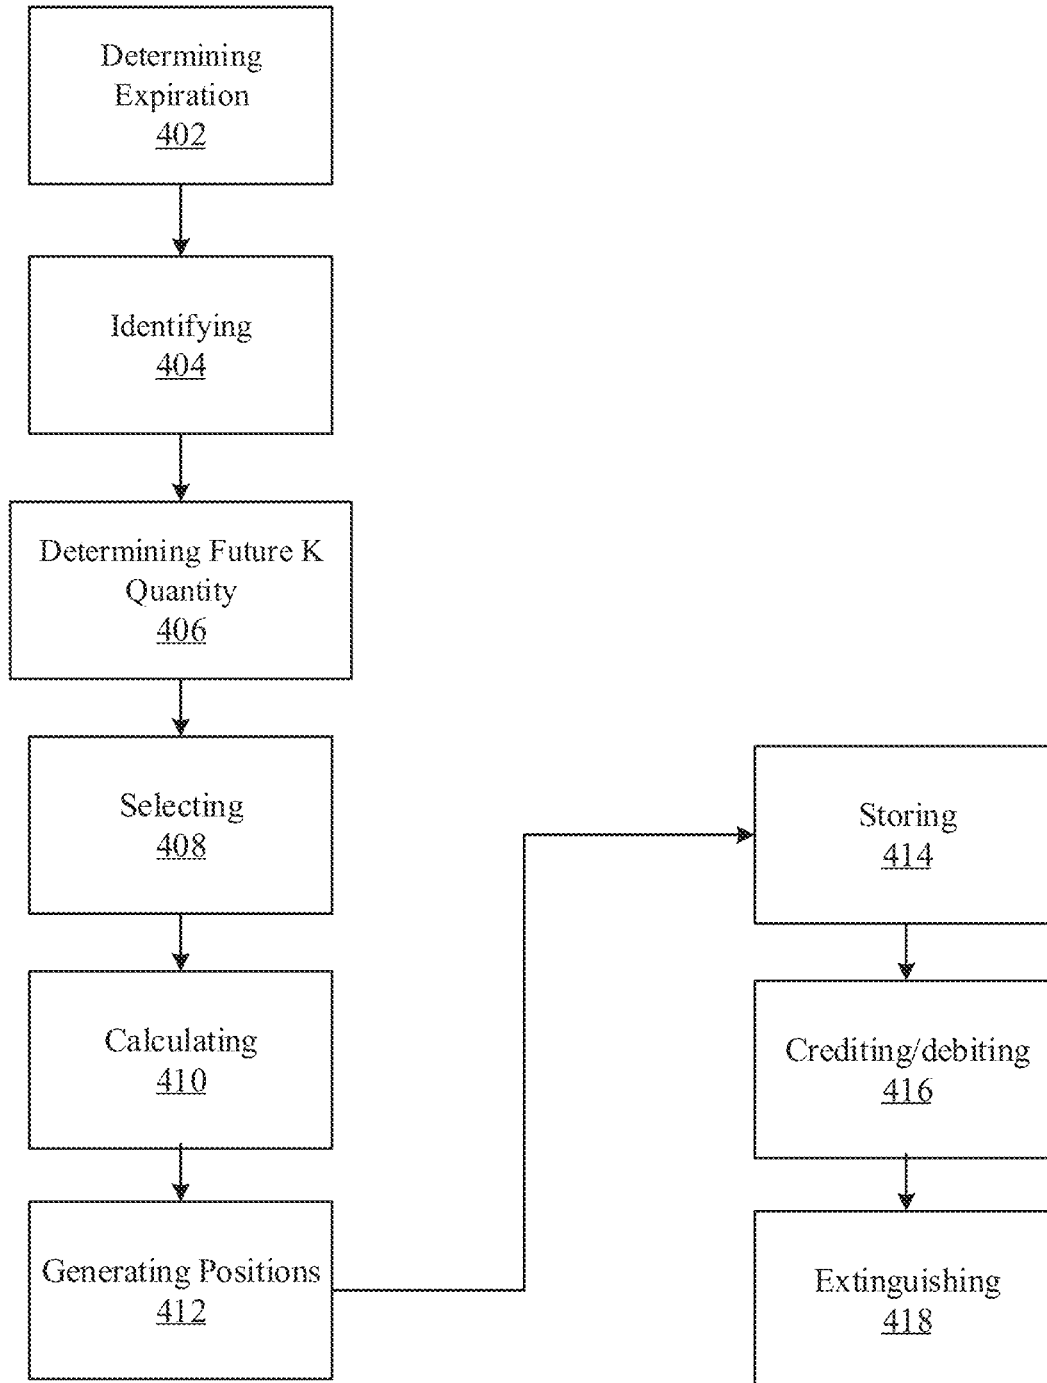 Determining
Expiration
402
Identifying
404
Determining Future K
Quantity
406
Selecting
408
Calculating
410
Generating Positions
412
Storing
414
Crediting/debiting
416
Extinguishing
418